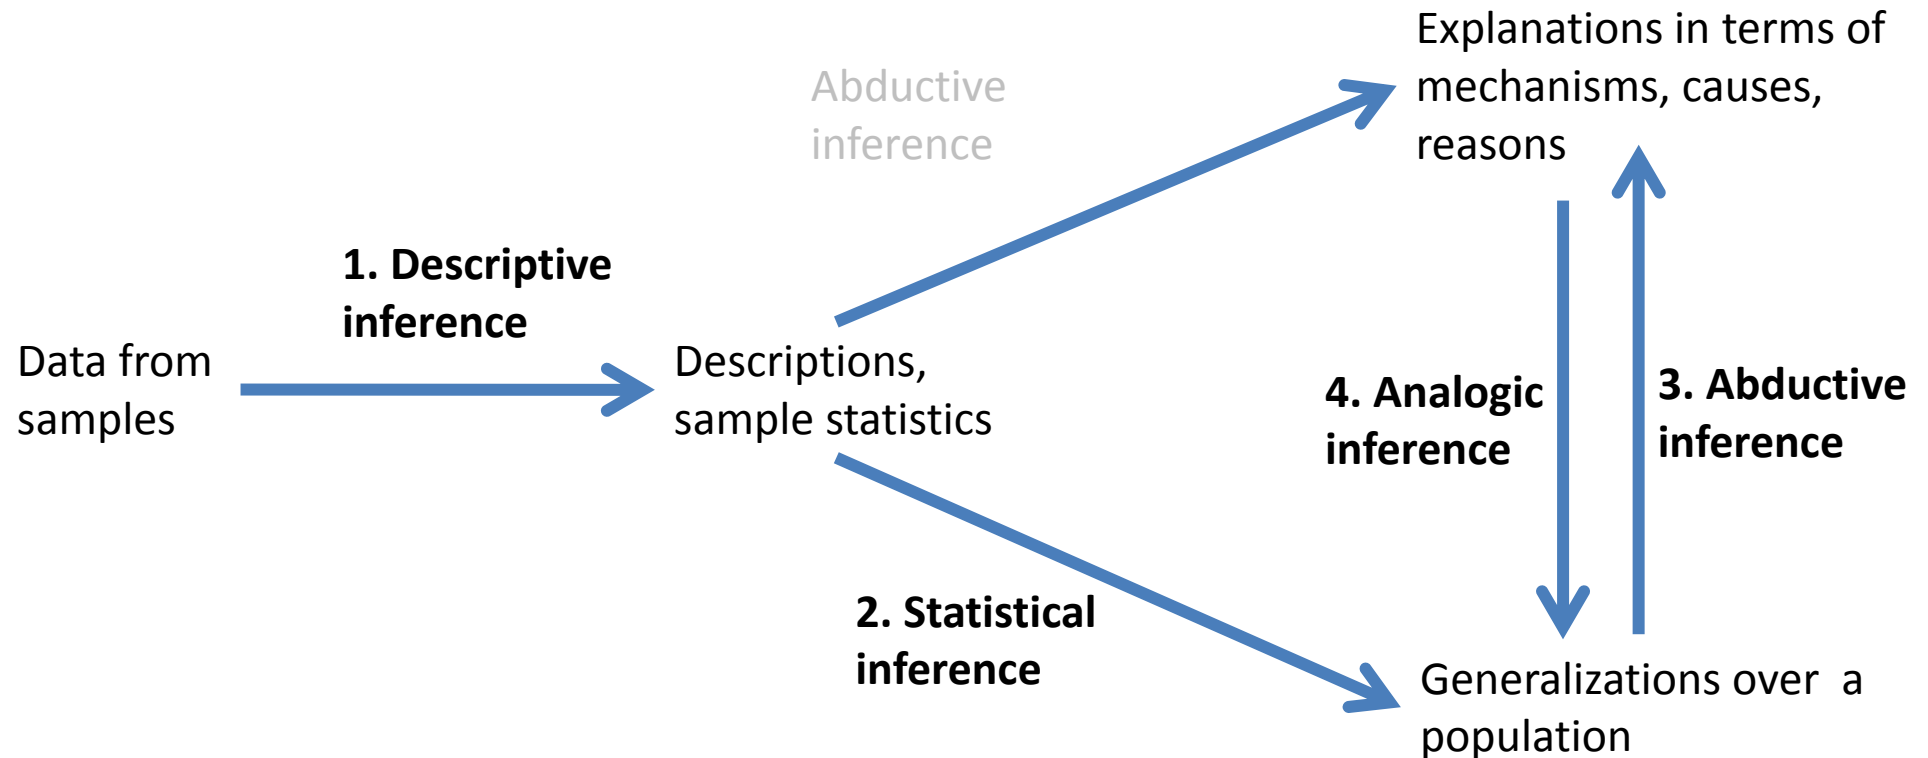 Explanations in terms of
mechanisms, causes,
reasons
Abductive
inference
1. Descriptive
inference
Data from
samples
Descriptions,
sample statistics
4. Analogic
inference
3. Abductive
inference
2. Statistical
inference
Generalizations over  a
population